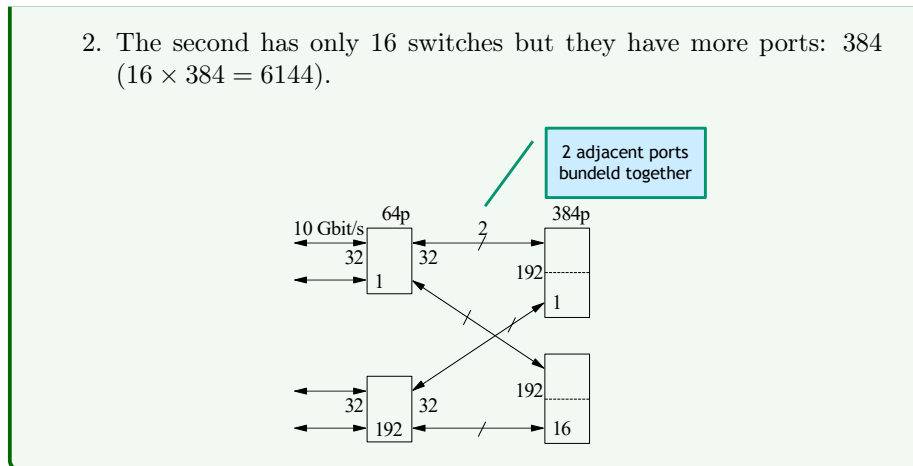 2. The second has only 16 switches but they have more ports: 384
(16 × 384 = 6144).
2 adjacent ports
bundeld together
64p
384p
10 Gbit/s
2
32
32
192
1
1
192
32
32
192
16